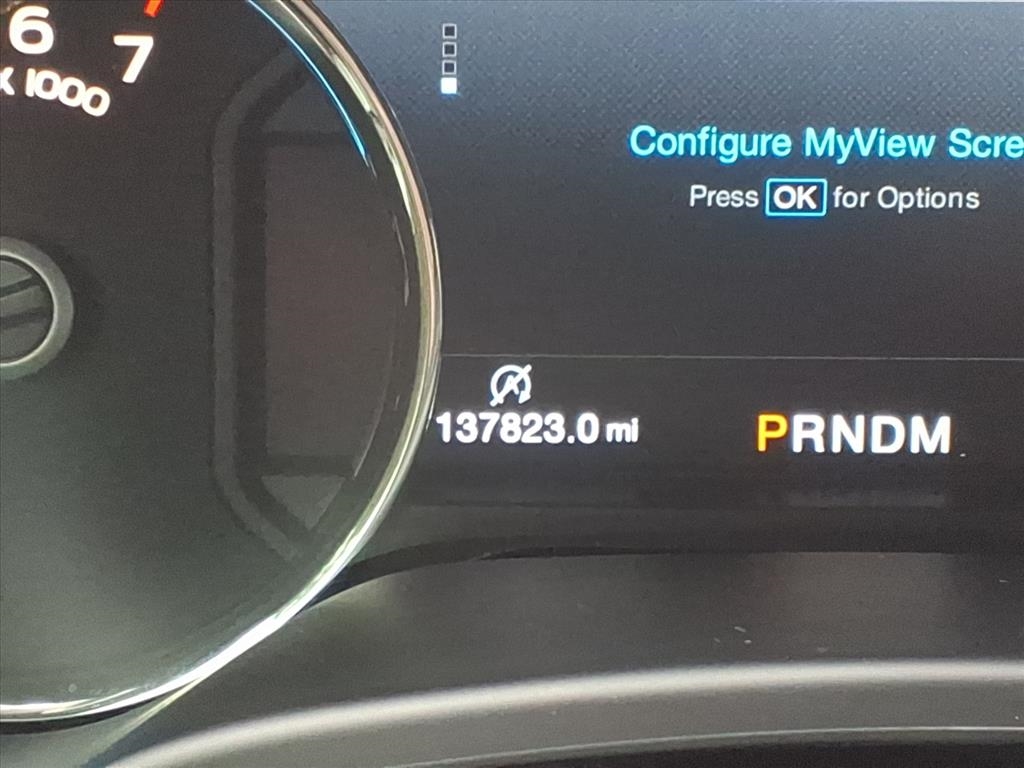 6
7
x 1000
Configure MyView Scre
Press OK for Options
137823.0 mi
PRNDM